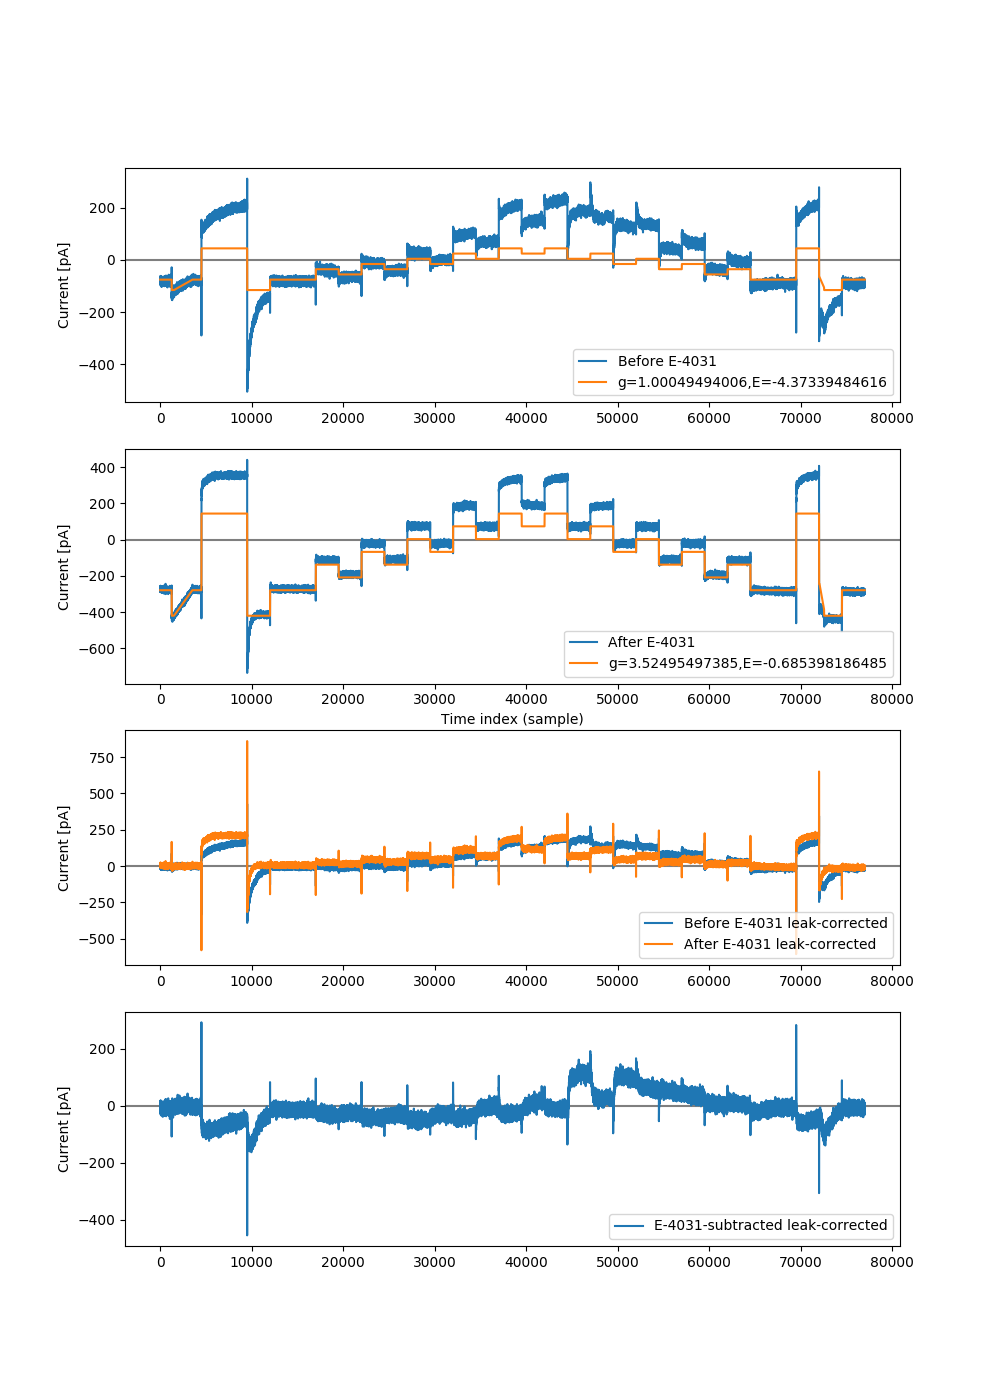 200
0
−200
−400
Current [pA]
Before E-4031
g=1.00049494006,E=-4.37339484616
0 10000 20000 30000 40000 50000 60000 70000 80000
400
200
0
−200
−400
−600
Current [pA]
After E-4031
g=3.52495497385,E=-0.685398186485
0 10000 20000 30000 40000 50000 60000 70000 80000
Time index (sample)
750
500
250
0
−250
−500
Current [pA]
Before E-4031 leak-corrected
After E-4031 leak-corrected
0 10000 20000 30000 40000 50000 60000 70000 80000
200
0
−200
−400
Current [pA]
E-4031-subtracted leak-corrected
0 10000 20000 30000 40000 50000 60000 70000 80000